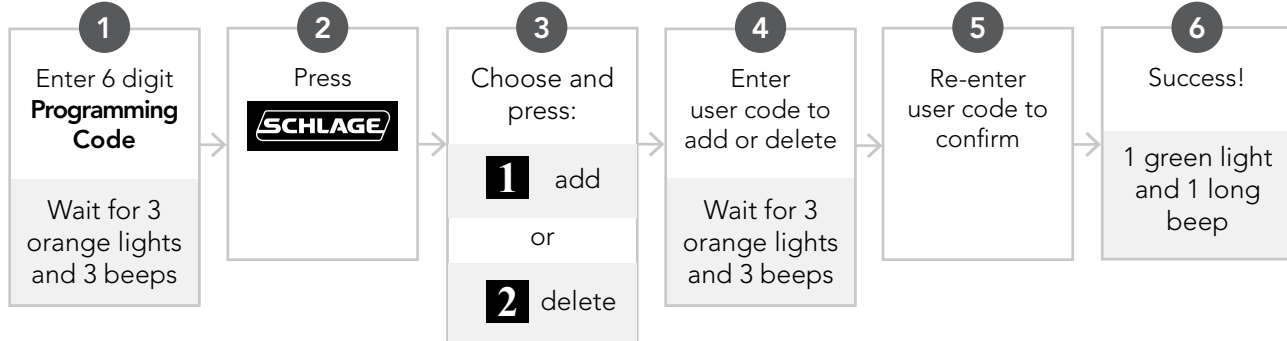 1
Enter 6 digit
Programming
Code
Wait for 3
orange lights
and 3 beeps
2
Press
SCHLAGE
3
Choose and
press:
1 add
or
2 delete
4
Enter
user code to
add or delete
Wait for 3
orange lights
and 3 beeps
5
Re-enter
user code to
confirm
6
Success!
1 green light
and 1 long
beep